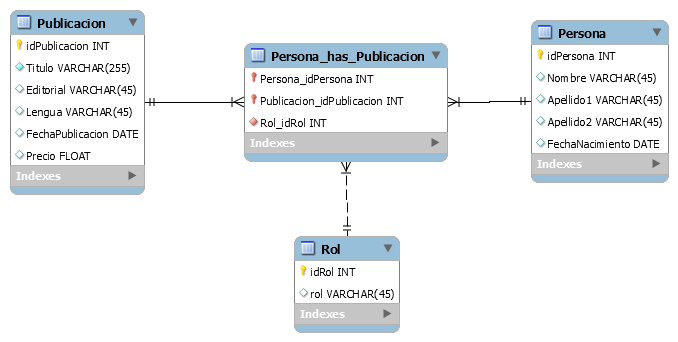 Publicacion
idPublicacion INT
Titulo VARCHAR(255)
Editorial VARCHAR(45)
Lengua VARCHAR(45)
FechaPublicacion DATE
Precio FLOAT
Indexes
Persona_has_Publicacion
Persona_idPersona INT
Publicacion_idPublicacion INT
Rol_idRol INT
Indexes
Persona
idPersona INT
Nombre VARCHAR(45)
Apellido1 VARCHAR(45)
Apellido2 VARCHAR(45)
FechaNacimiento DATE
Indexes
Rol
idRol INT
rol VARCHAR(45)
Indexes